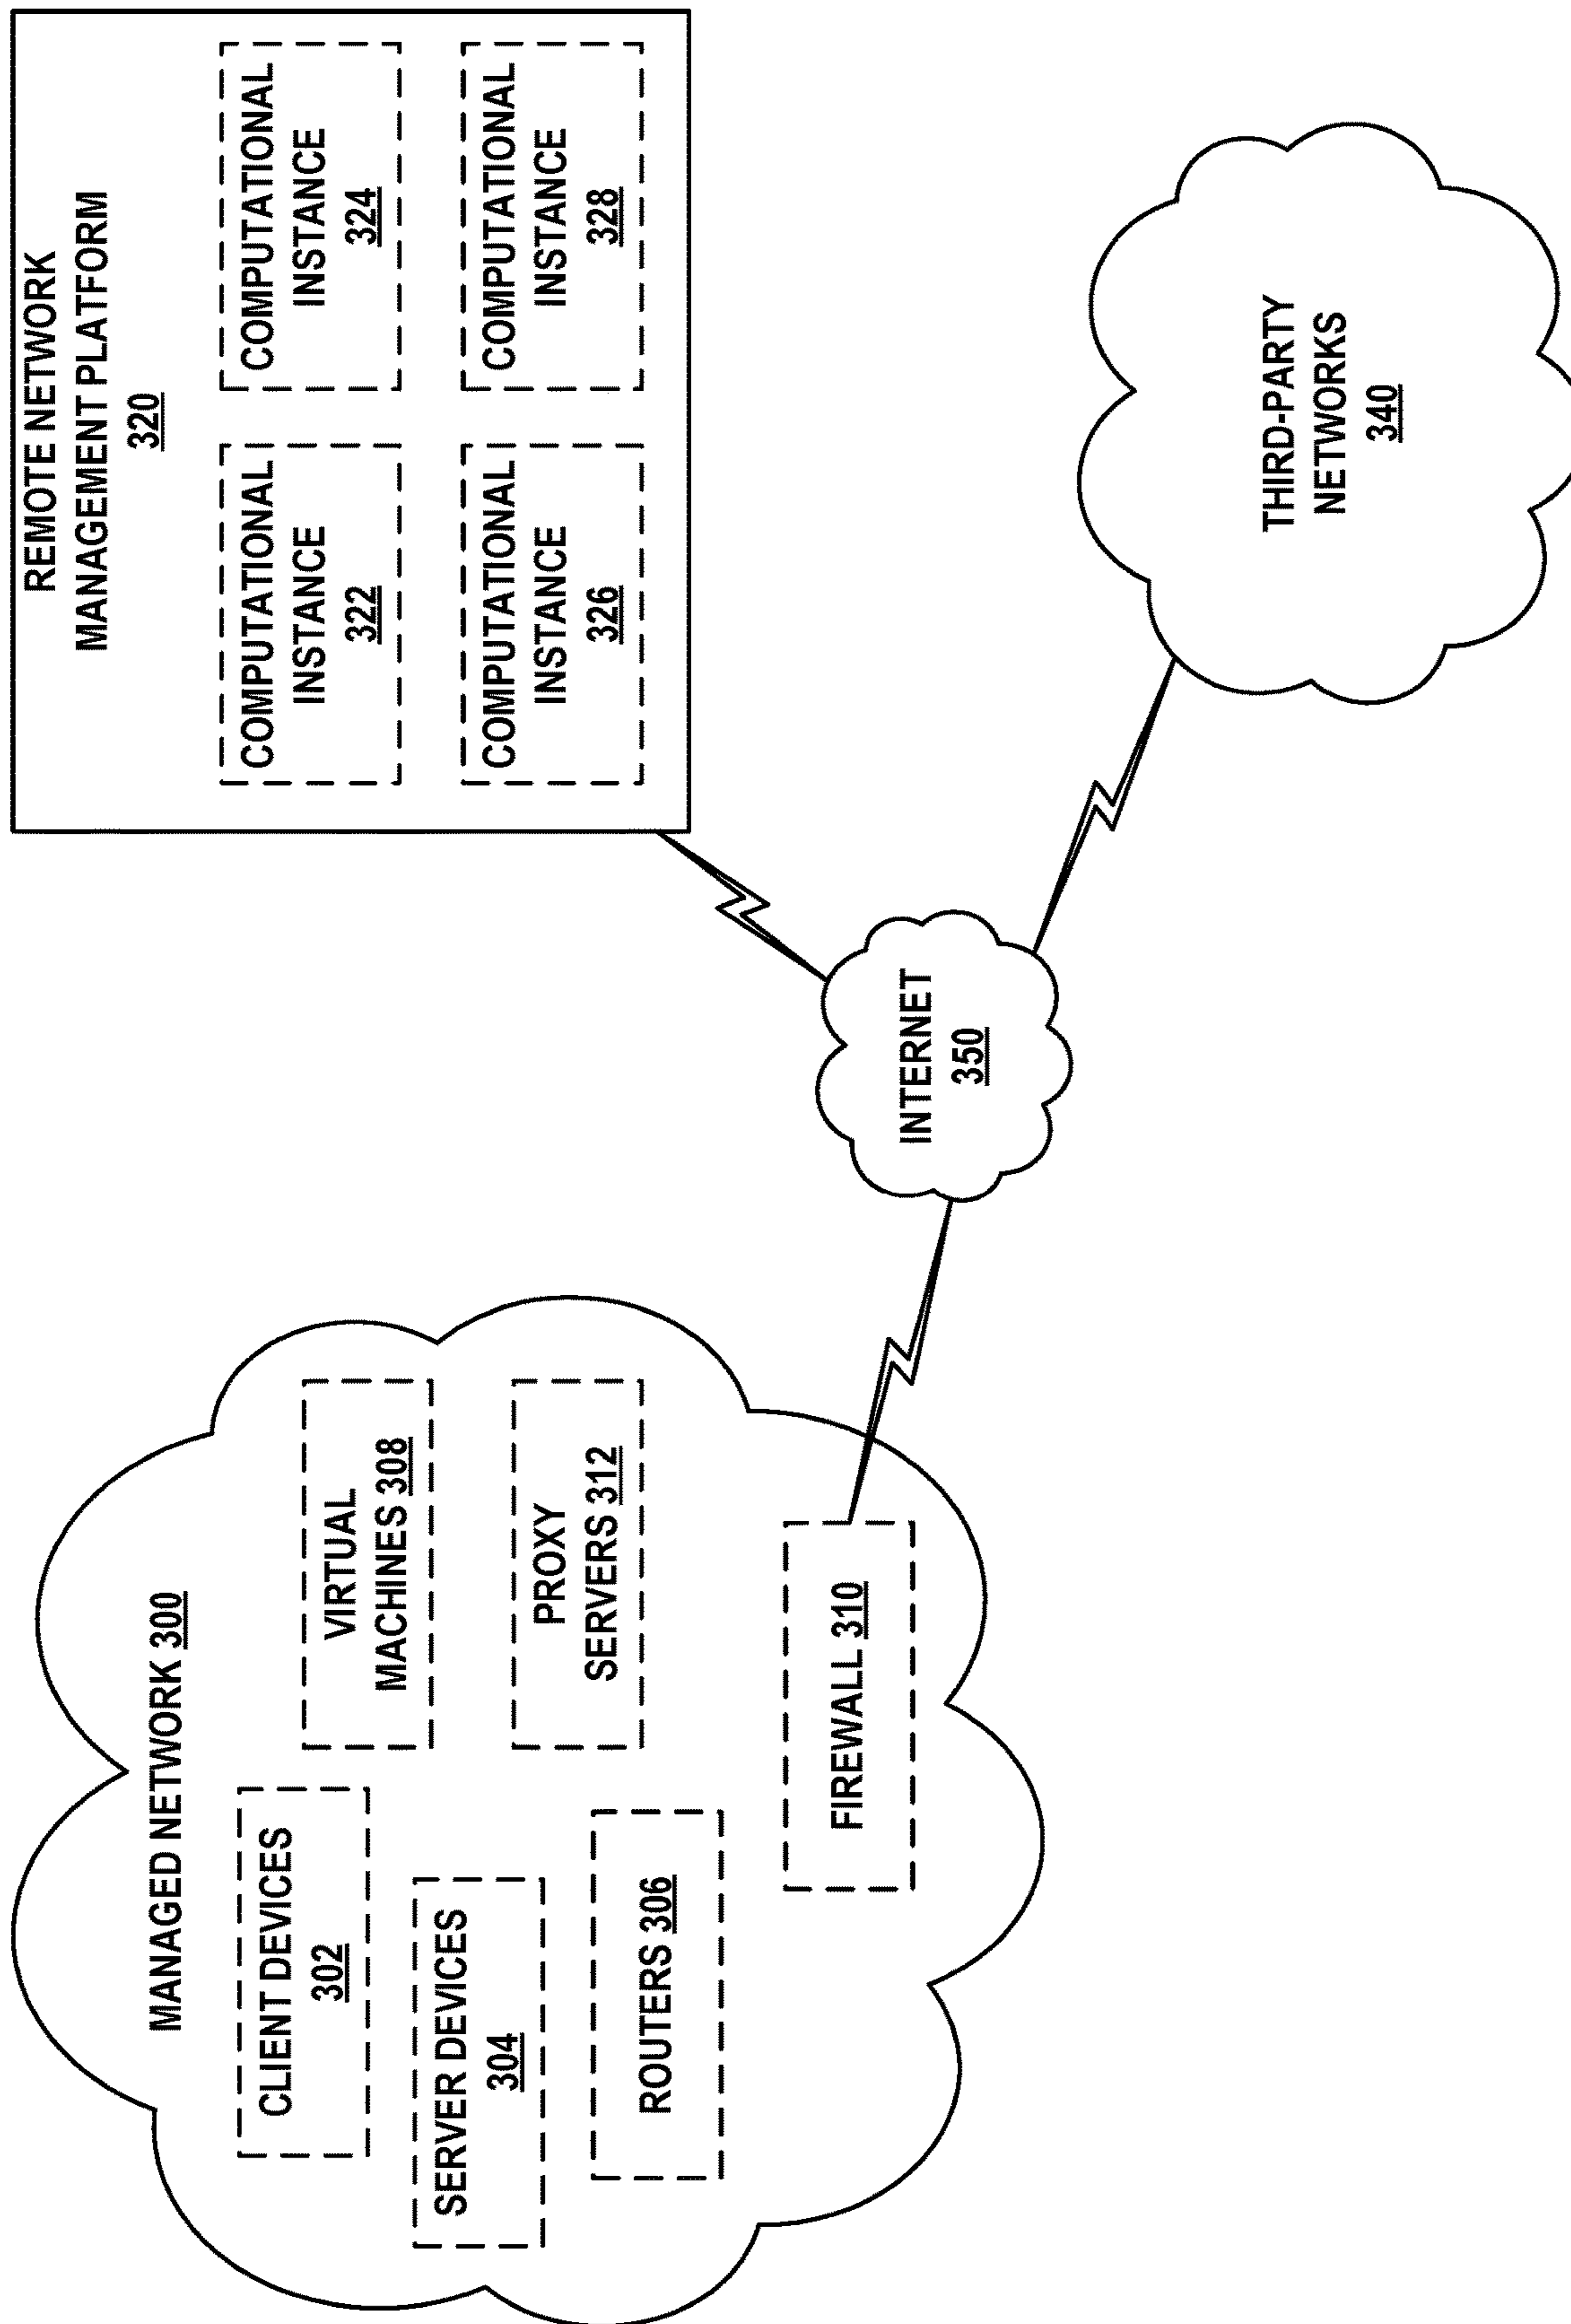 MANAGED NETWORK 300
CLIENT DEVICES
302
SERVER DEVICES
304
ROUTERS 306
VIRTUAL
MACHINES 308
PROXY
SERVERS 312
FIREWALL 310
INTERNET
350
REMOTE NETWORK
MANAGEMENT PLATFORM
320
COMPUTATIONAL
INSTANCE
322
COMPUTATIONAL
INSTANCE
324
COMPUTATIONAL
INSTANCE
326
COMPUTATIONAL
INSTANCE
328
THIRD-PARTY
NETWORKS
340